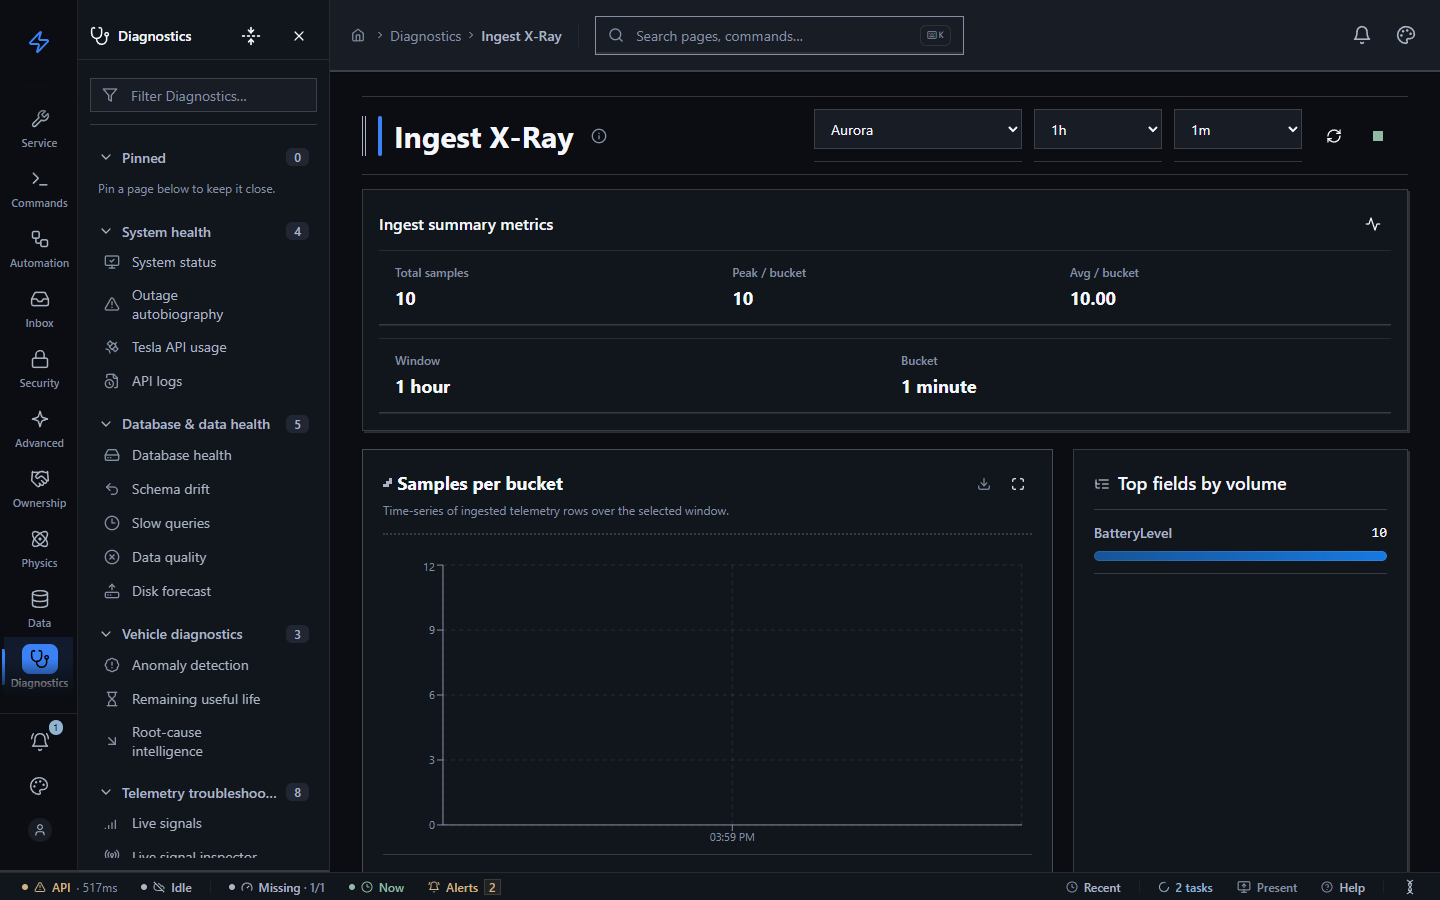 Diagnostics
Diagnostics
Ingest X-Ray
Search pages, commands...
K
Service
Commands
Automation
Inbox
Security
Advanced
Ownership
Physics
Data
Diagnostics
1
Filter Diagnostics...
Pinned
0
Pin a page below to keep it close.
System health
4
System status
Outage
autobiography
Tesla API usage
API logs
Database & data health
5
Database health
Schema drift
Slow queries
Data quality
Disk forecast
Vehicle diagnostics
3
Anomaly detection
Remaining useful life
Root-cause
intelligence
Telemetry troubleshoo...
8
Live signals
Live signal inspector
Ingest X-Ray
Aurora
1h
1m
Ingest summary metrics
Total samples
10
Peak / bucket
10
Avg / bucket
10.00
Window
1 hour
Bucket
1 minute
Samples per bucket
Time-series of ingested telemetry rows over the selected window.
12
9
6
3
0
03:59 PM
Top fields by volume
BatteryLevel
10
API · 517ms
Idle
Missing · 1/1
Now
Alerts 2
Recent
2 tasks
Present
Help